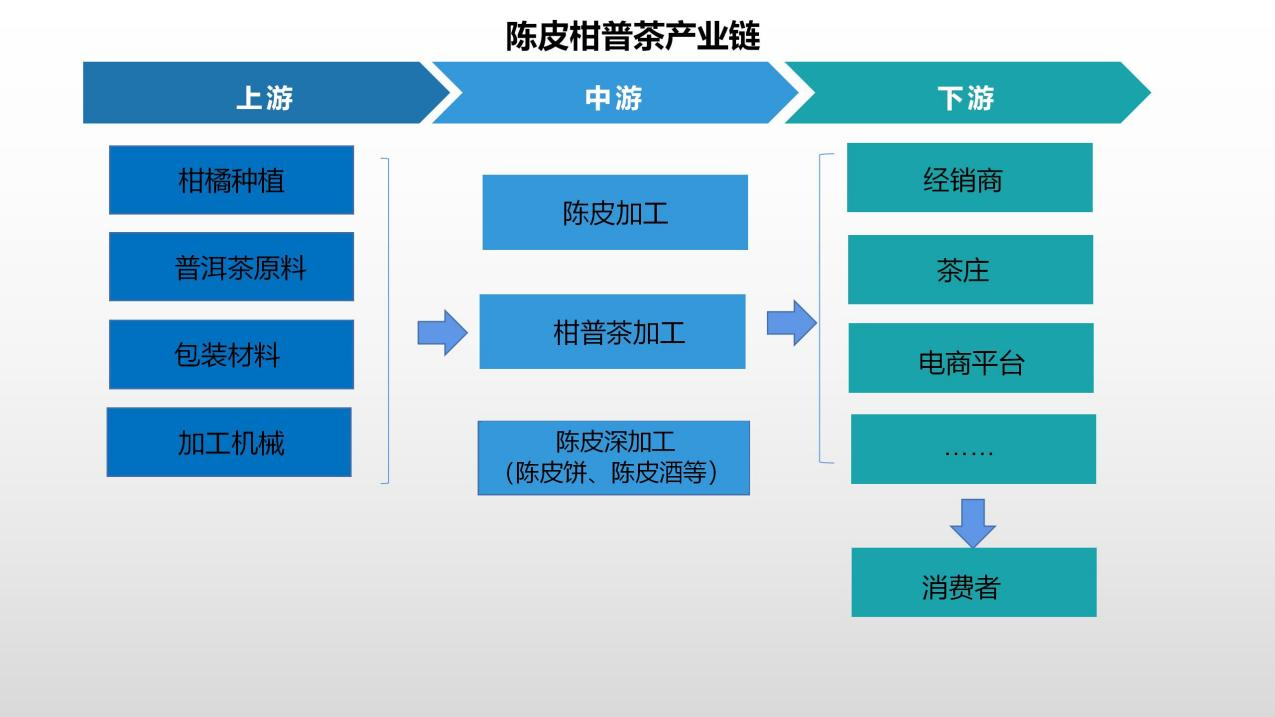 陈皮柑普茶产业链
上游
中游
下游
柑橘种植
普洱茶原料
包装材料
加工机械
陈皮加工
柑普茶加工
陈皮深加工
（陈皮饼、陈皮酒等）
经销商
茶庄
电商平台
……
消费者